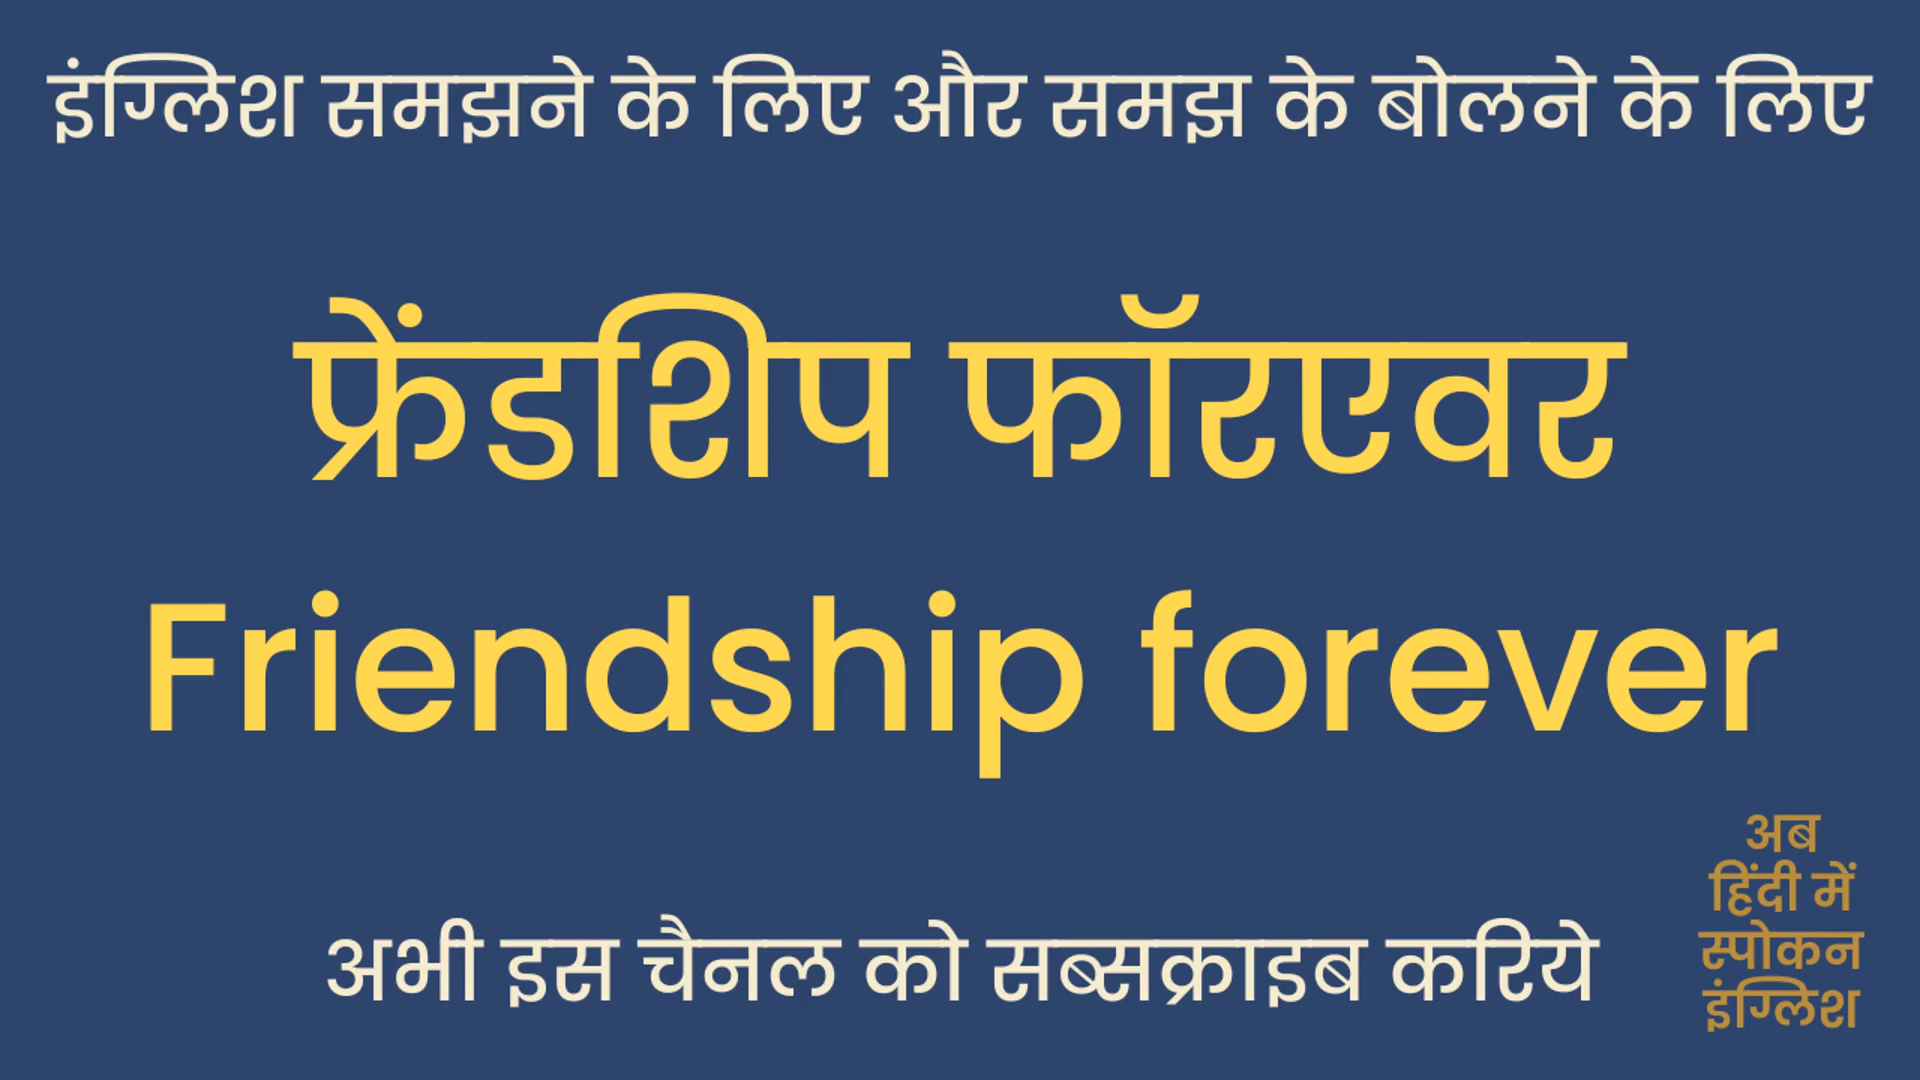 इंग्लिश समझने के लिए और समझ के बोलने के लिए
फ्रेंडशिप फॉरएवर
Friendship forever
अभी इस चैनल को सब्सक्राइब करिये
अब
हिंदी में
स्पोकन
इंग्लिश